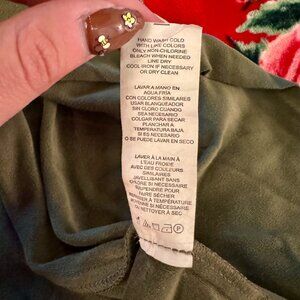 HAND WASH COLD
WITH LIKE COLORS
ONLY NON-CHLORINE
BLEACH WHEN NEEDED
LINE DRY
COOL IRON IF NECESSARY
OR DRY CLEAN
LAVAR A MANO EN
AGUA FRIA
CON COLORES SIMILARES
USAR BLANQUEADOR
SIN CLORO CUANDO
SEA NECESARIO
COLGAR PARA SECAR
PLANCHAR A
TEMPERATURA BAJA
SI ES NECESARIO
O SE PUEDE LAVAR EN SECO
LAVER À LA MAIN À
L'EAU FROIDE
AVEC DES COULEURS
SIMILAIRES
JAVELLISANT SANS
CHLORE SI NÉCESSAIRE
SUSPENDRE POUR
FAIRE SÉCHER
REPASSER À
TEMPÉRATURE MOYENNE
SI NÉCESSAIRE
OU NETTOYER À SEC
P